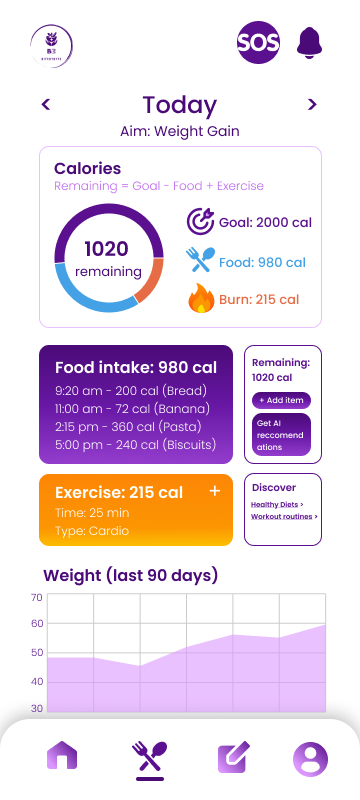 SOS
<
Today
>
Aim: Weight Gain
Calories
Remaining = Goal - Food + Exercise
1020
remaining
Goal: 2000 cal
Food: 980 cal
Burn: 215 cal
Food intake: 980 cal
9:20 am - 200 cal (Bread)
11:00 am - 72 cal (Banana)
2:15 pm - 360 cal (Pasta)
5:00 pm - 240 cal (Biscuits)
Remaining:
1020 cal
+ Add item
Get AI
reccomend
ations
Exercise: 215 cal +
Time: 25 min
Type: Cardio
Discover
Healthy Diets >
Workout routines >
Weight (last 90 days)
70
60
50
40
30